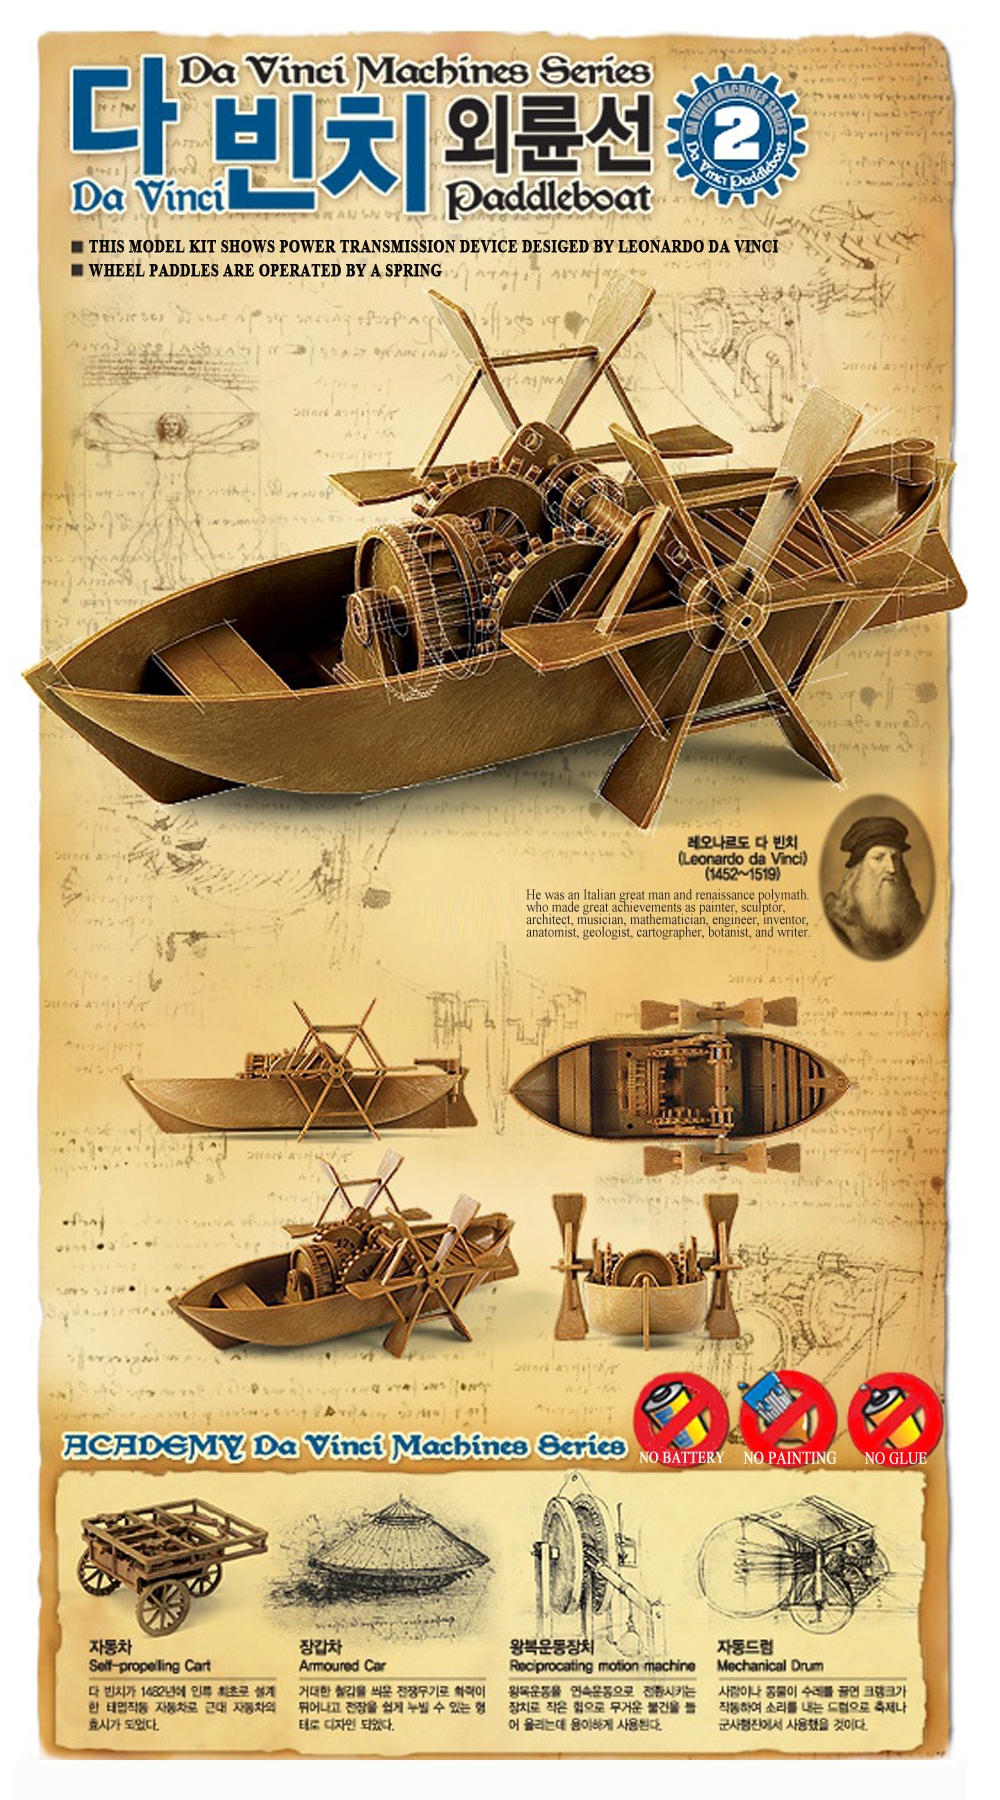 Da Vinci Machines Series
다빈치 외륜선
Da Vinci Paddleboat
DA VINCI MACHINES SERIES
2
Da Vinci Paddleboat
THIS MODEL KIT SHOWS POWER TRANSMISSION DEVICE DESIGED BY LEONARDO DA VINCI
WHEEL PADDLES ARE OPERATED BY A SPRING
레오나르도 다 빈치
(Leonardo da Vinci)
(1452~1519)
He was an Italian great man and renaissance polymath.
who made great achievements as painter, sculptor,
architect, musician, mathematician, engineer, inventor,
anatomist, geologist, cartographer, botanist, and writer.
ACADEMY Da Vinci Machines Series
NO BATTERY
NO PAINTING
NO GLUE
자동차
Self-propelling Cart
다 빈치가 1482년에 인류 최초로 설계
한 태엽작동 자동차로 근대 자동차의
효시가 되었다.
장갑차
Armoured Car
거대한 철갑을 씌운 전쟁무기로 화력이
뛰어나고 전장을 쉽게 누빌 수 있는 형
태로 디자인 되었다.
왕복운동장치
Reciprocating motion machine
왕복운동을 연속운동으로 전환시키는
장치로 작은 힘으로 무거운 물건을 들
어 올리는데 용이하게 사용된다.
자동드럼
Mechanical Drum
사람이나 동물이 수레를 끌면 크랭크가
작동하여 소리를 내는 드럼으로 축제나
군사행진에서 사용했을 것이다.